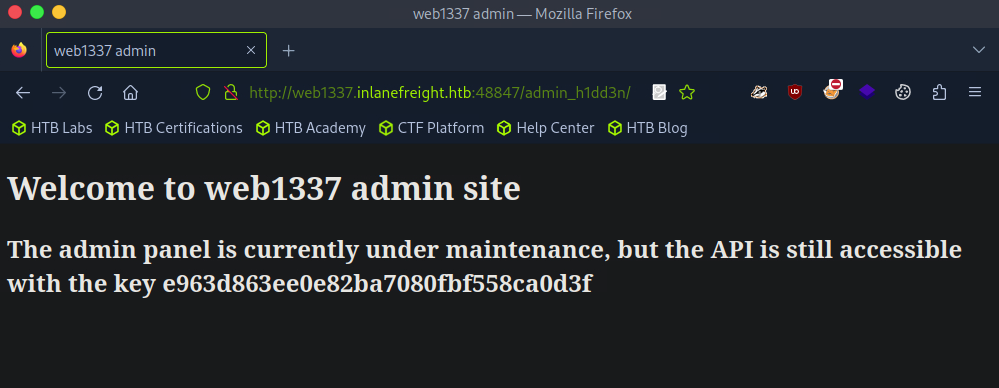 web1337 admin — Mozilla Firefox
web1337 admin
http://web1337.inlanefreight.htb:48847/admin_h1dd3n/
HTB Labs HTB Certifications HTB Academy CTF Platform Help Center HTB Blog
Welcome to web1337 admin site
The admin panel is currently under maintenance, but the API is still accessible
with the key e963d863ee0e82ba7080fbf558ca0d3f